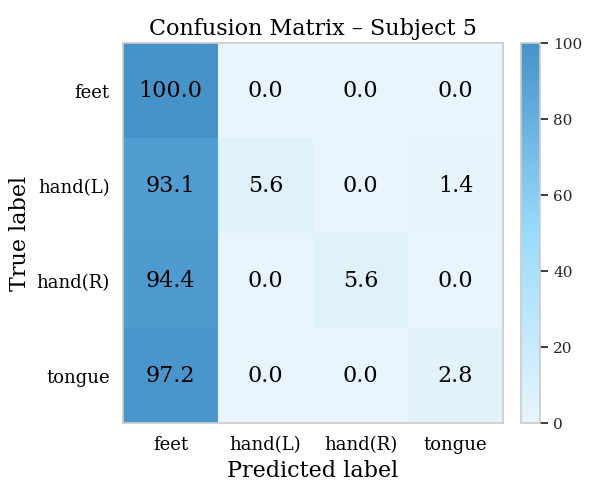 Confusion Matrix – Subject 5
True label
feet 100.0 0.0 0.0 0.0
hand(L) 93.1 5.6 0.0 1.4
hand(R) 94.4 0.0 5.6 0.0
tongue 97.2 0.0 0.0 2.8
feet hand(L) hand(R) tongue
Predicted label
100
80
60
40
20
0